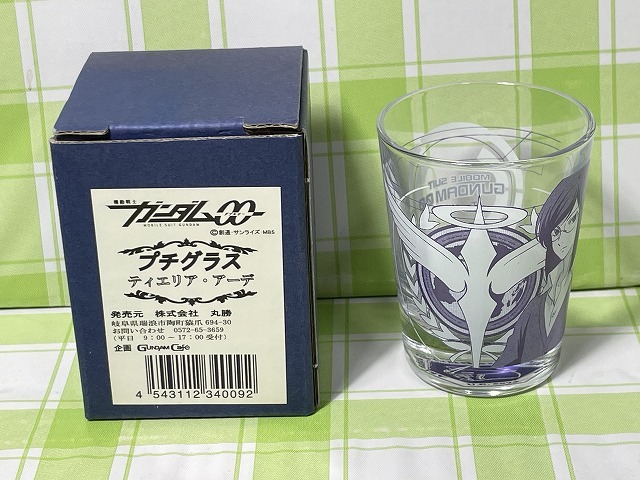 機動戦士
ガンダム00
MOBILE SUIT GUNDAM
©創通・サンライズ・MBS
プチグラス
ティエリア・アーデ
発売元 株式会社 丸勝
岐阜県瑞浪市陶町猿爪 694-30
お問い合わせ 0572-65-3659
(平日 9:00~17:00受付)
企画 GUNDAM Café
4 543112 340092
MOBILE SUIT
GUNDAM 00